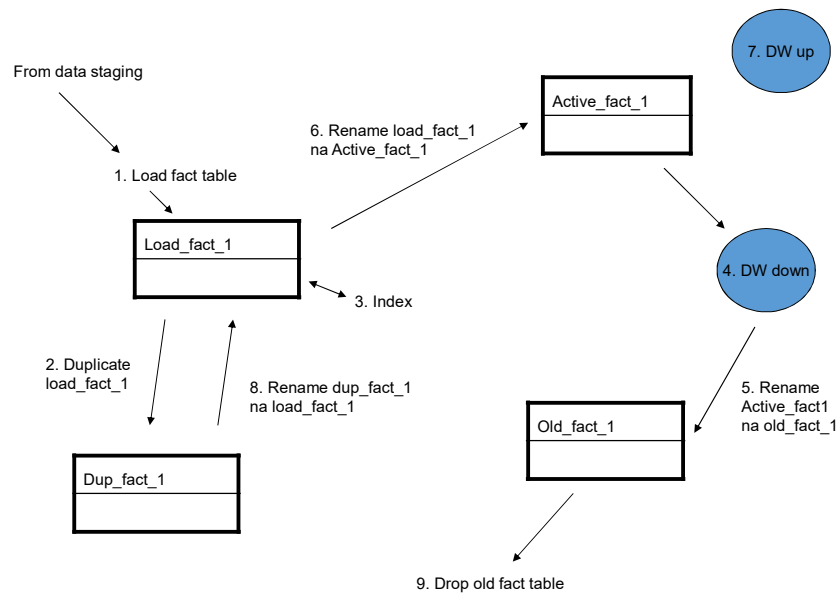 7. DW up
From data staging
Active_fact_1
6. Rename load_fact_1
na Active_fact_1
1. Load fact table
Load_fact_1
4. DW down
3. Index
2. Duplicate
load_fact_1
8. Rename dup_fact_1
na load_fact_1
5. Rename
Active_fact1
na old_fact_1
Old_fact_1
Dup_fact_1
9. Drop old fact table